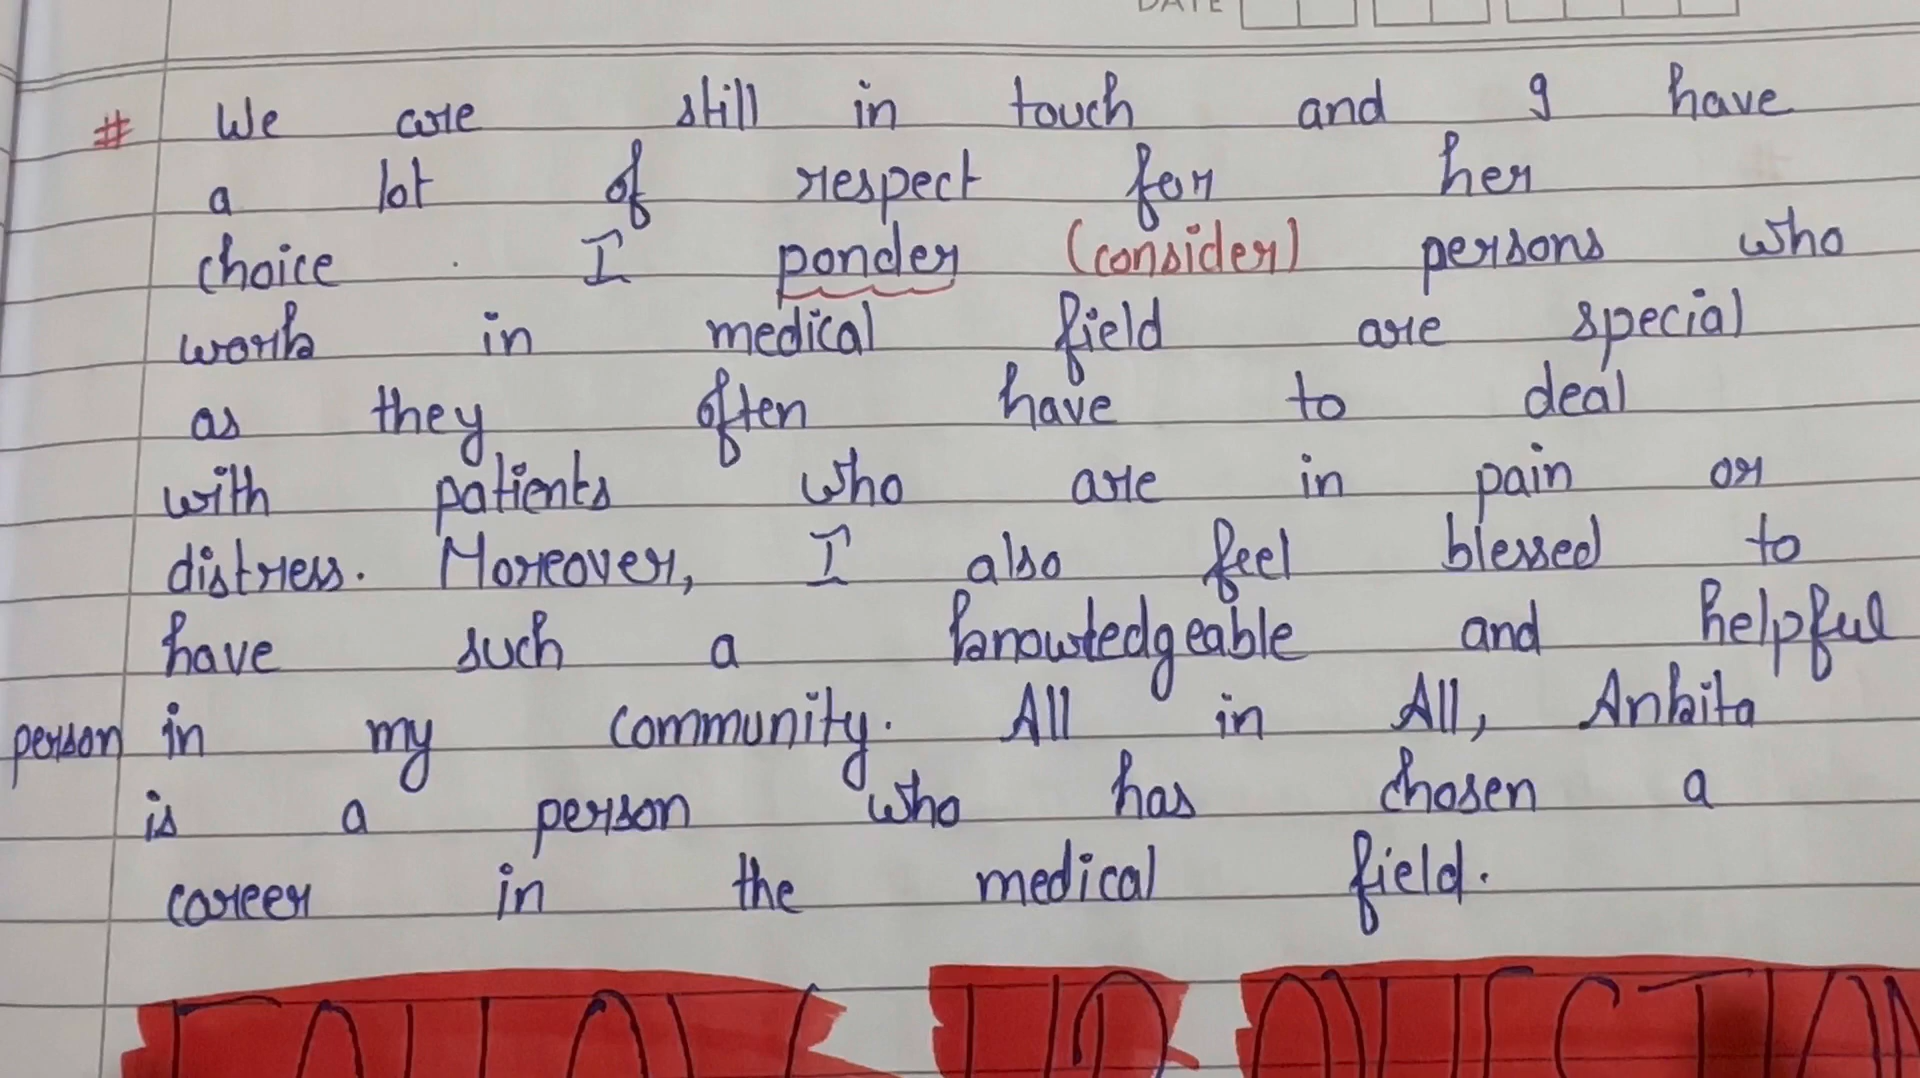 DATE
# We are still in touch and I have
a lot of respect for her
choice . I ponder (consider) persons who
work in medical field are special
as they often have to deal
with patients who are in pain or
distress. Moreover, I also feel blessed to
have such a knowledgeable and helpful
person in my community. All in All, Ankita
is a person who has chosen a
career in the medical field.